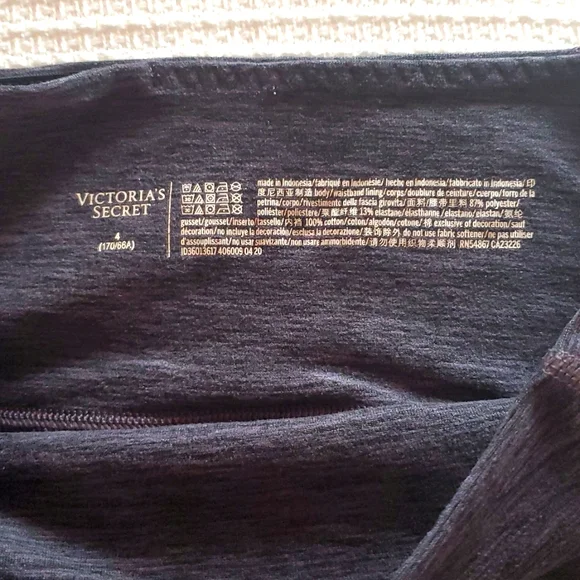 VICTORIA'S
SECRET
4
(170/66A)
made in Indonesia/fabriqué en Indonésie/ hecho en Indonesia/fabbricato in Indonesia/印
度尼西亚制造 body/waistband lining/corps/doublure de ceinture/cuerpo/forro de la
petrina/corpo/rivestimento della fascia girovita/面料/腰带里料 87% polyester/
poliéster/poliestere/聚酯纤维 13% elastane/élasthanne/elastano/elastan/氨纶
gusset/gousset/inserto/tassello/内裆 100% cotton/coton/algodón/cotone/棉 exclusive of decoration/sauf
décoration/no incluye la decoración/esclusa la decorazione/装饰除外 do not use fabric softener/ne pas utiliser
d'assouplissant/no usar suavizante/non usare ammorbidente/请勿使用织物柔顺剂 RN54867 CA23226
ID36013617 406009 04 20